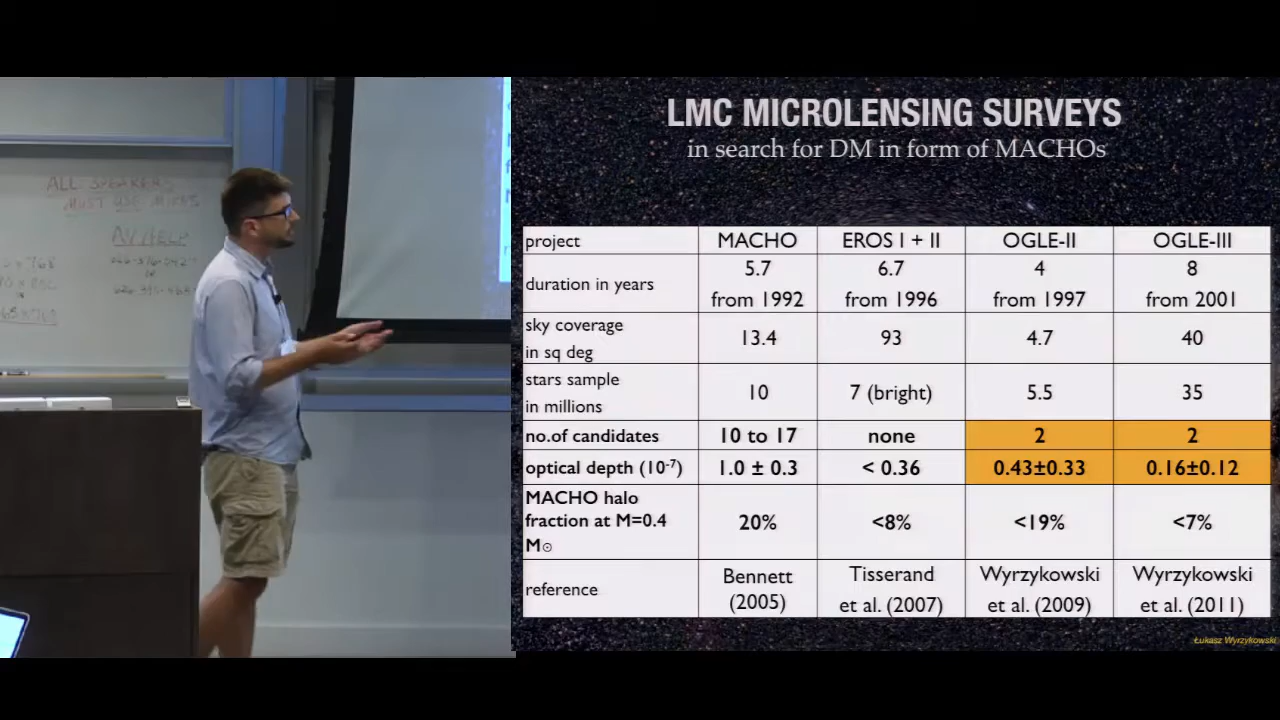 ALL SPEAKERS
MUST USE MIKES
AV HELP
LMC MICROLENSING SURVEYS
in search for DM in form of MACHOs
project MACHO EROS I + II OGLE-II OGLE-III
duration in years 5.7 from 1992 6.7 from 1996 4 from 1997 8 from 2001
sky coverage in sq deg 13.4 93 4.7 40
stars sample in millions 10 7 (bright) 5.5 35
no.of candidates 10 to 17 none 2 2
optical depth (10⁻⁷) 1.0 ± 0.3 < 0.36 0.43±0.33 0.16±0.12
MACHO halo fraction at M=0.4 M☉ 20% <8% <19% <7%
reference Bennett (2005) Tisserand et al. (2007) Wyrzykowski et al. (2009) Wyrzykowski et al. (2011)
Łukasz Wyrzykowski